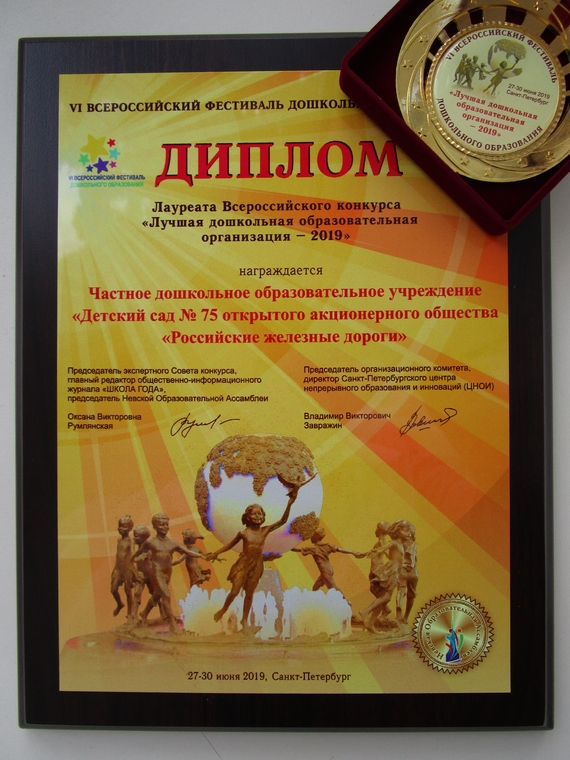 VI ВСЕРОССИЙСКИЙ ФЕСТИВАЛЬ
27-30 июня 2019
Санкт-Петербург
«Лучшая дошкольная
образовательная
организация
– 2019»
ДОШКОЛЬНОГО ОБРАЗОВАНИЯ
VI ВСЕРОССИЙСКИЙ ФЕСТИВАЛЬ
VI ВСЕРОССИЙСКИЙ ФЕСТИВАЛЬ
ДОШКОЛЬНОГО ОБРАЗОВАНИЯ
ДИПЛОМ
Лауреата Всероссийского конкурса
«Лучшая дошкольная образовательная
организация – 2019»
награждается
Частное дошкольное образовательное учреждение
«Детский сад № 75 открытого акционерного общества
«Российские железные дороги»
Председатель экспертного Совета конкурса,
главный редактор общественно-информационного
журнала «ШКОЛА ГОДА»,
председатель Невской Образовательной Ассамблеи
Оксана Викторовна
Румлянская
Председатель организационного комитета,
директор Санкт-Петербургского центра
непрерывного образования и инноваций (ЦНОИ)
Владимир Викторович
Завражин
Невская Образовательная Ассамблея
27-30 июня 2019, Санкт-Петербург